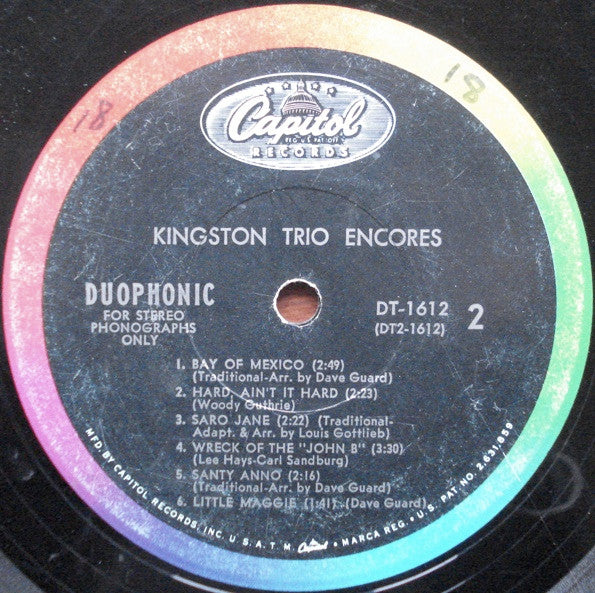 18
18
Capitol
REG. U.S. PAT. OFF.
RECORDS
KINGSTON TRIO ENCORES
DUOPHONIC
FOR STEREO
PHONOGRAPHS
ONLY
DT-1612
(DT2-1612)
2
1. BAY OF MEXICO (2:49)
(Traditional-Arr. by Dave Guard)
2. HARD, AIN'T IT HARD (2:23)
(Woody Guthrie)
3. SARO JANE (2:22) (Traditional-
Adapt. & Arr. by Louis Gottlieb)
4. WRECK OF THE "JOHN B" (3:30)
(Lee Hays-Carl Sandburg)
5. SANTY ANNO (2:16)
(Traditional-Arr. by Dave Guard)
6. LITTLE MAGGIE (1:41) (Dave Guard)
MFD. BY CAPITOL RECORDS, INC. U.S.A. T.M. Capitol • MARCA REG. • U.S. PAT. NO. 2,631,859